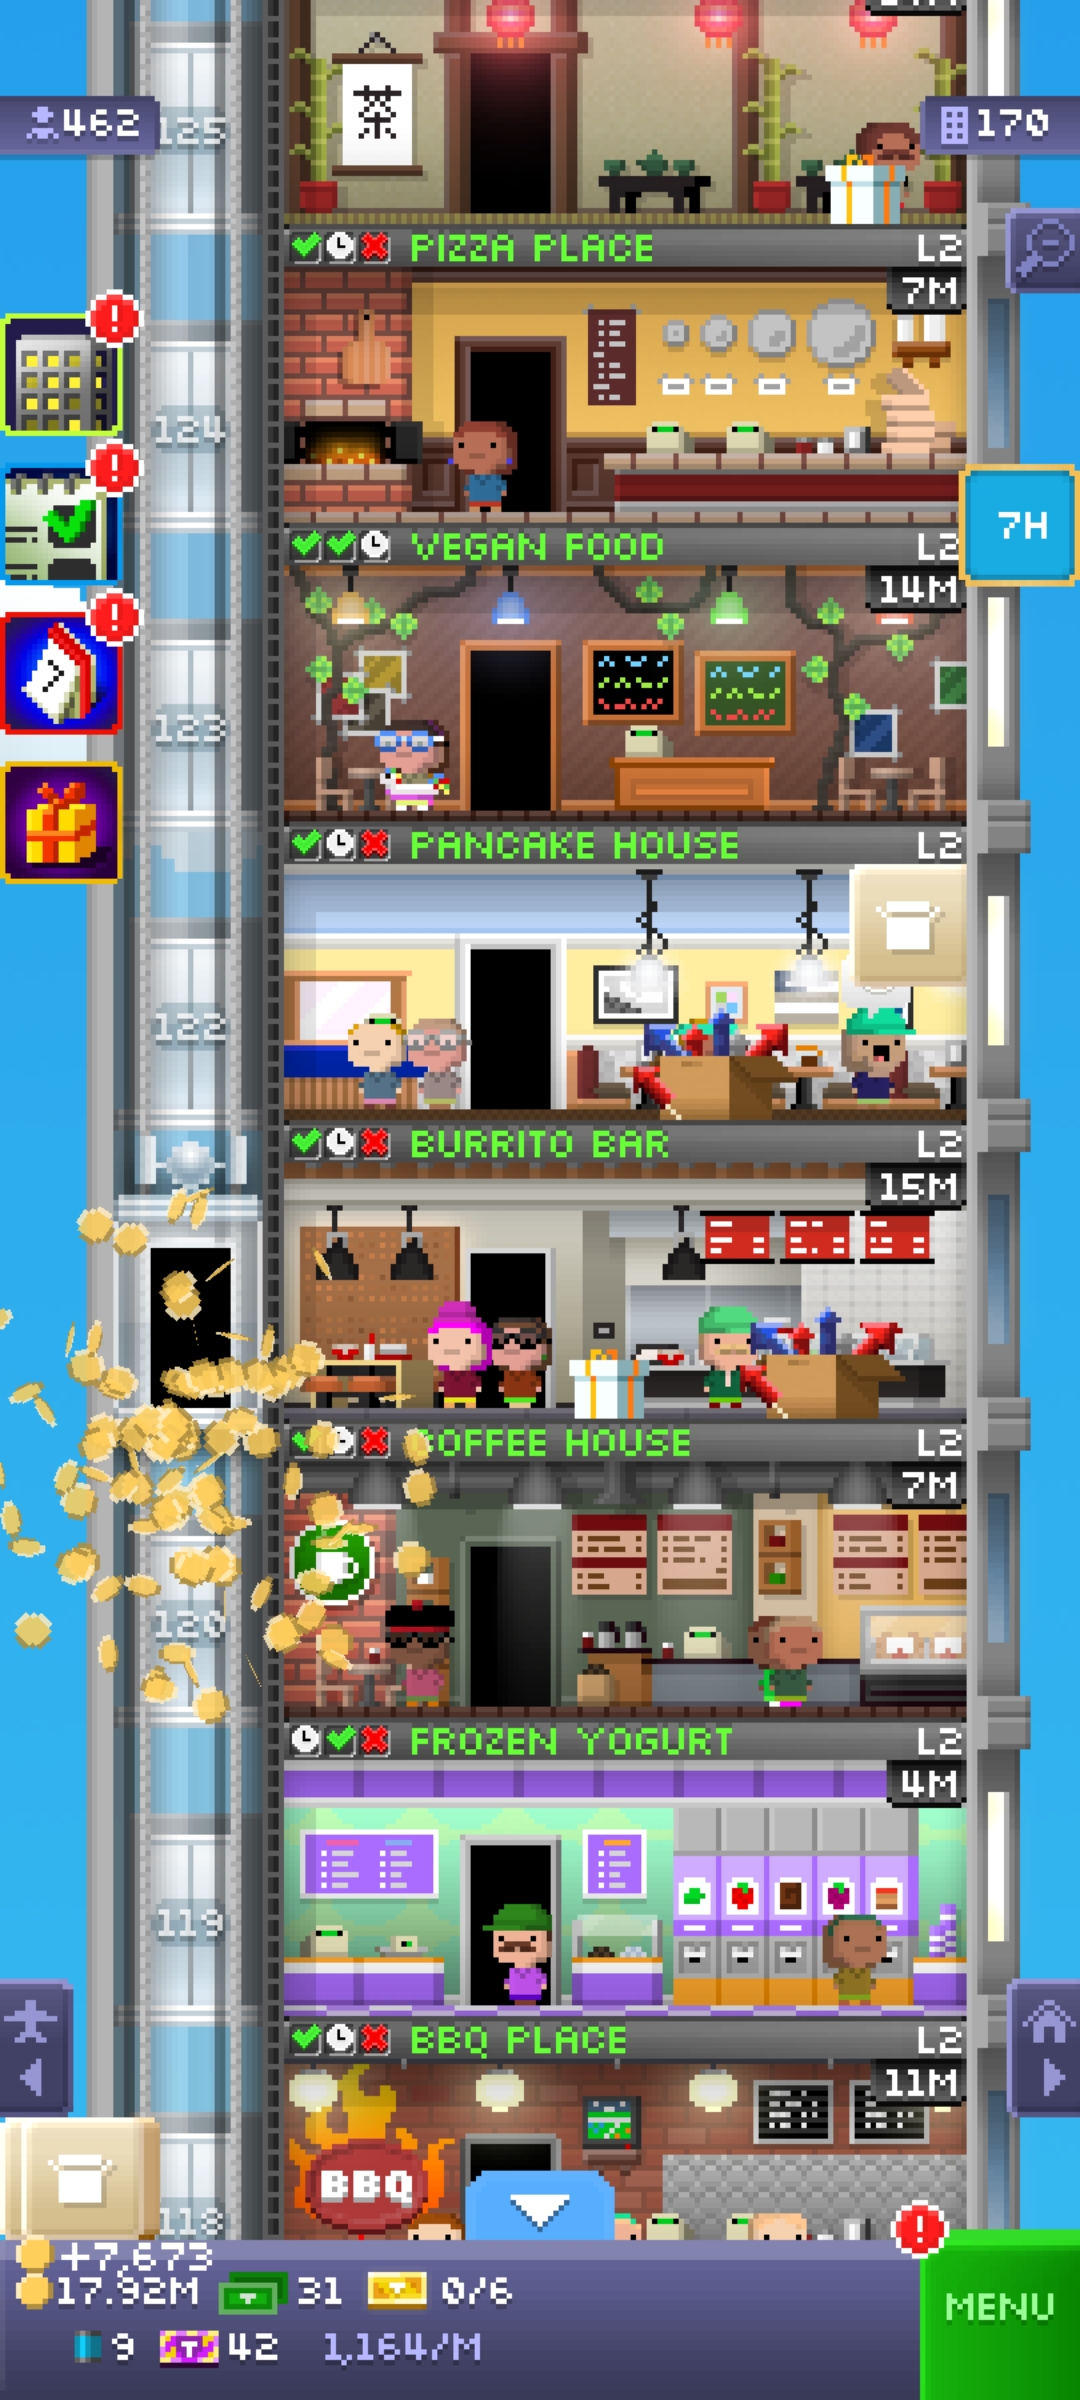 462
125
茶
170
PIZZA PLACE L2
7M
124
VEGAN FOOD L2
7H
14M
123
PANCAKE HOUSE L2
122
BURRITO BAR L2
15M
COFFEE HOUSE L2
7M
120
FROZEN YOGURT L2
4M
119
BBQ PLACE L2
11M
BBQ
118
+7,673
17.92M 31 0/6
MENU
9 T 42 1,164/M